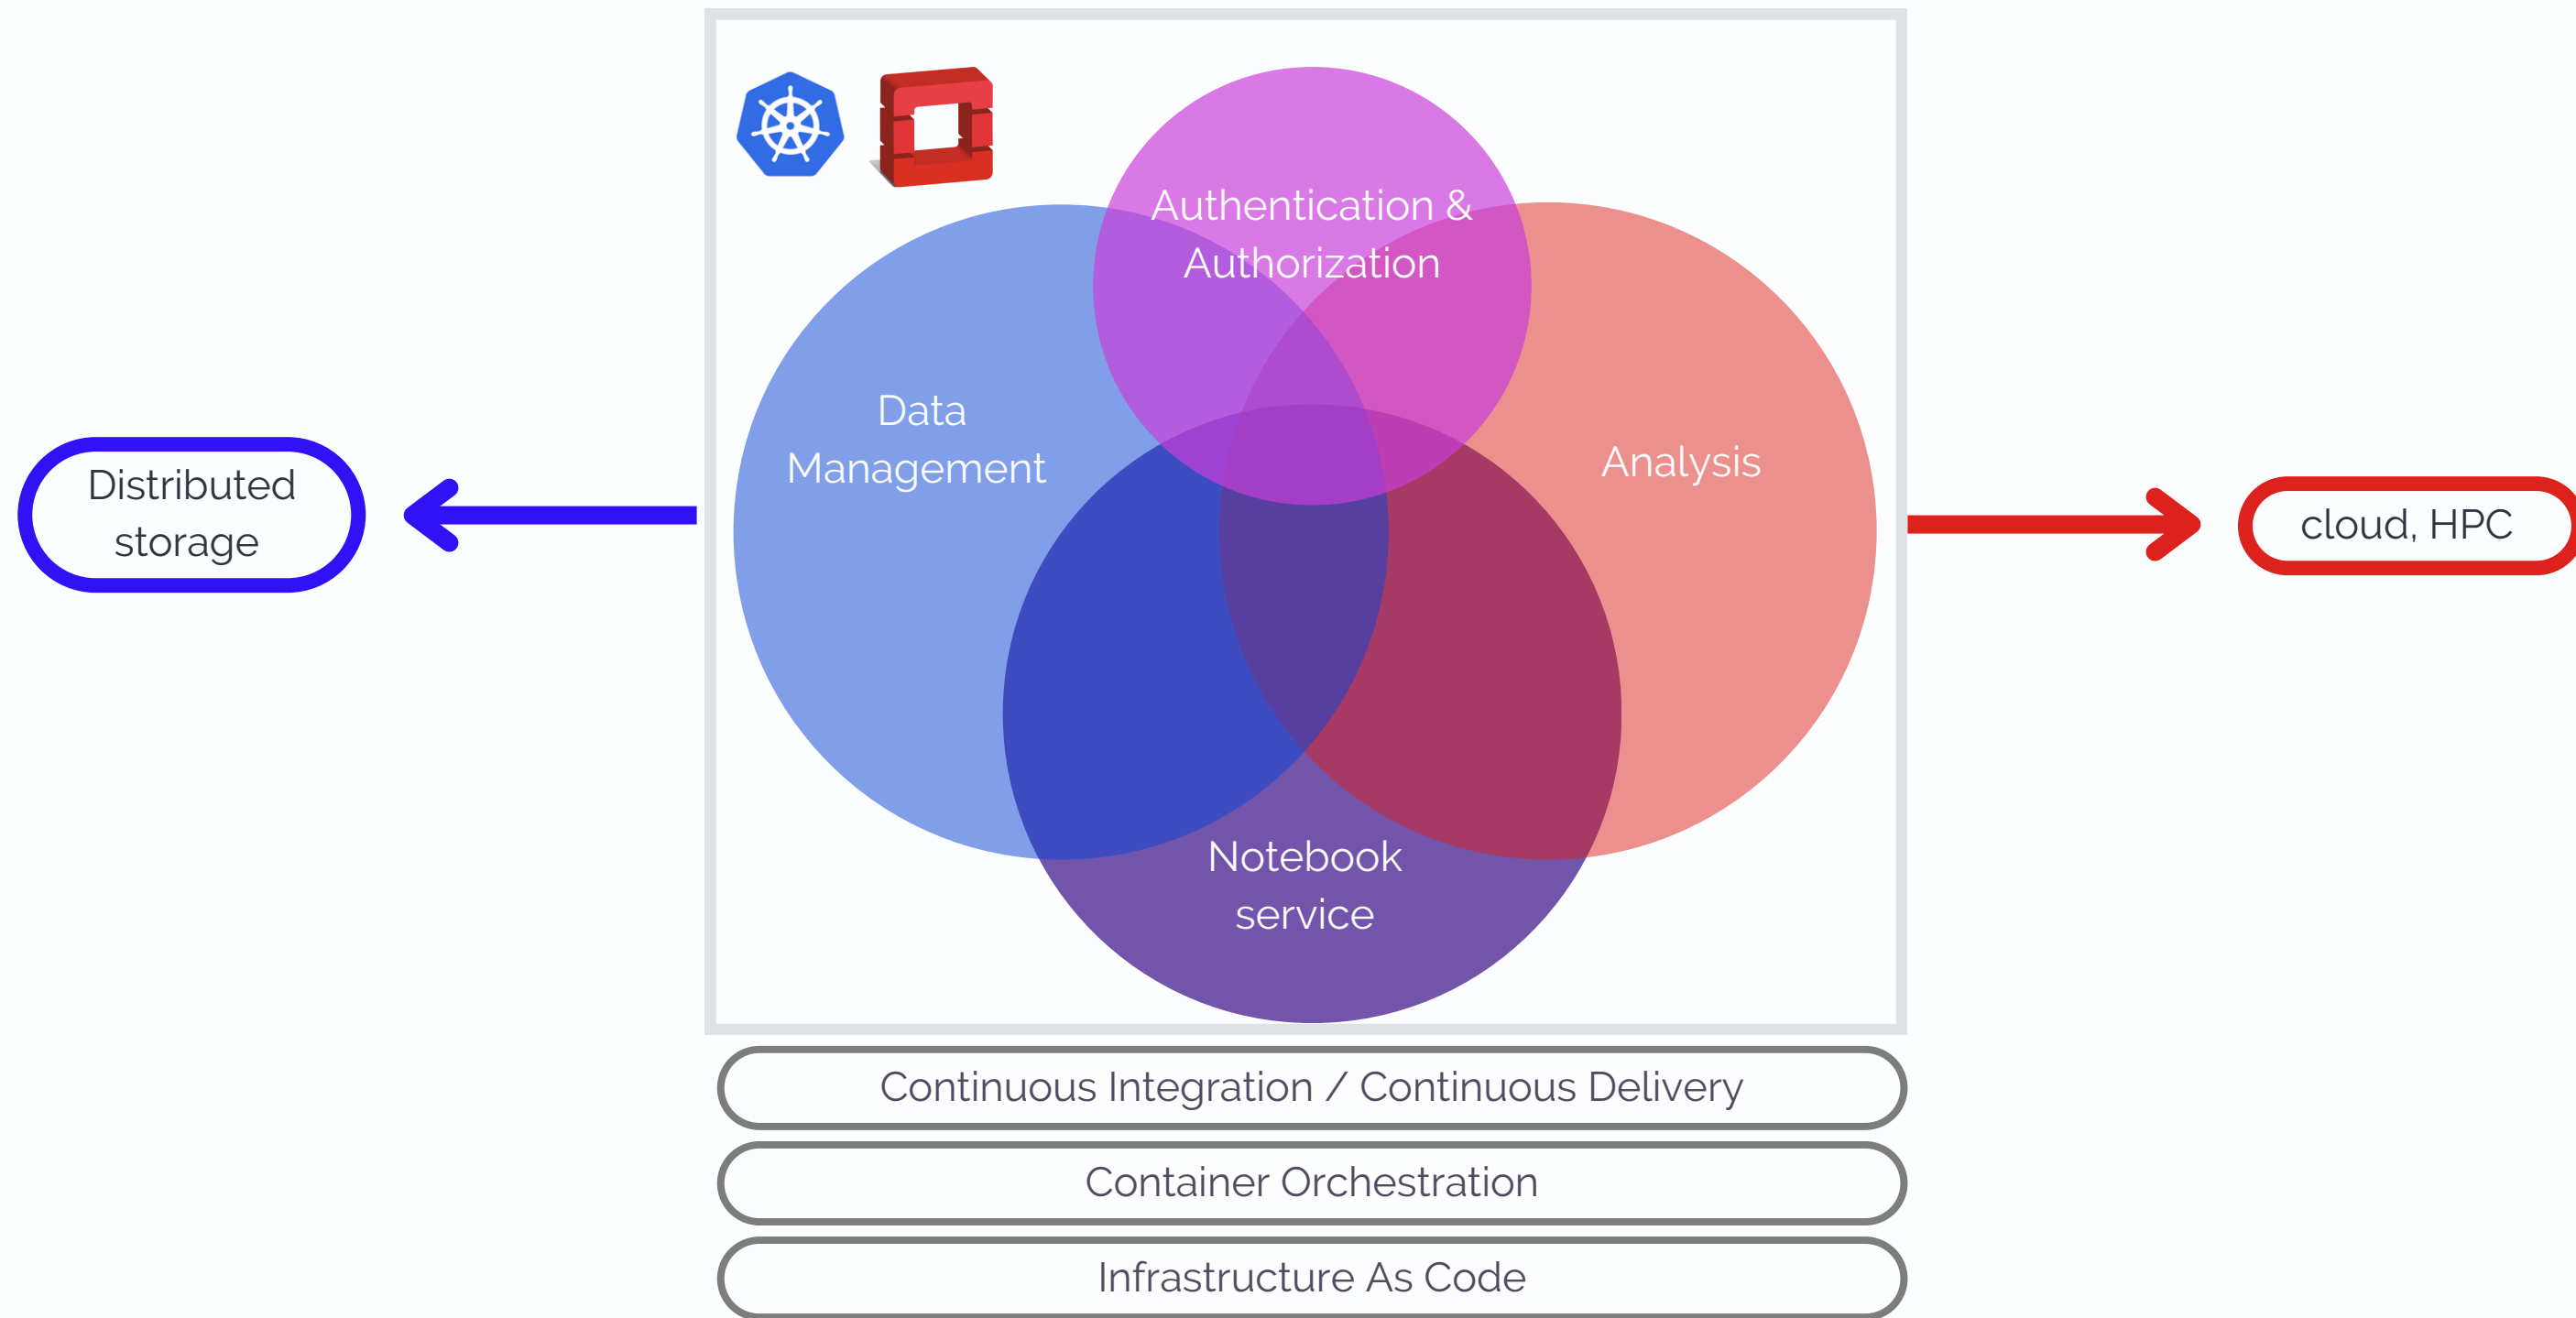 Authentication &
Authorization
Data
Management
Analysis
Distributed
storage
cloud, HPC
Notebook
service
Continuous Integration / Continuous Delivery
Container Orchestration
Infrastructure As Code